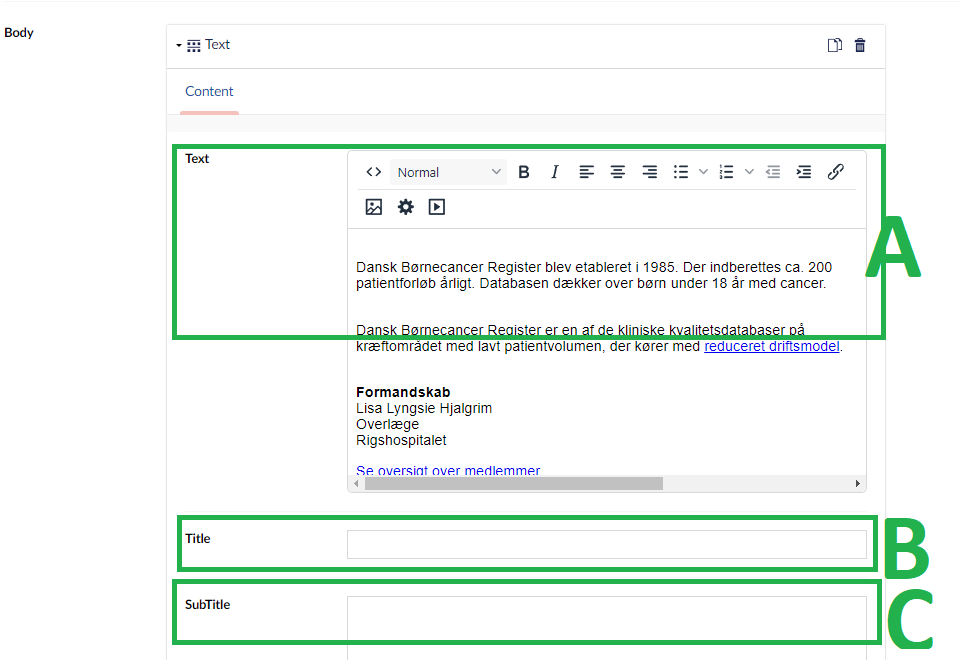 Body
Text
Content
Text
Normal
B I
A
Dansk Børnecancer Register blev etableret i 1985. Der indberettes ca. 200
patientforløb årligt. Databasen dækker over børn under 18 år med cancer.
Dansk Børnecancer Register er en af de kliniske kvalitetsdatabaser på
kræftområdet med lavt patientvolumen, der kører med reduceret driftsmodel.
Formandskab
Lisa Lyngsie Hjalgrim
Overlæge
Rigshospitalet
Se oversigt over medlemmer
Title
B
SubTitle
C